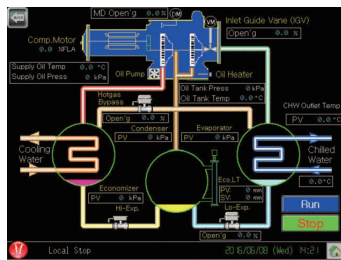 MD Open'g 0.0 % DM
VM Inlet Guide Vane (IGV)
Open'g 0.0 %
Comp.Motor
0.0 %FLA
Supply Oil Temp 0.0 °C
Supply Oil Press 0 kPa
Oil Pump
Oil Heater
Oil Tank Press 0 kPa
Oil Tank Temp 0.0 °C
Hotgas
Bypass
Open'g 0.0 %
CHW Outlet Temp
PV 0.0 °C
Condenser
PV 0 kPa
Evaporator
PV 0 kPa
Cooling
Water
Chilled
Water
0.0 °C
Economizer
PV 0 kPa
Eco.LT
PV: 0 mm
SV: 0 mm
Hi-Exp.
Lo-Exp.
Run
Stop
Open'g 0.0 %
Local Stop
2016/06/08 (Wed) 14:21